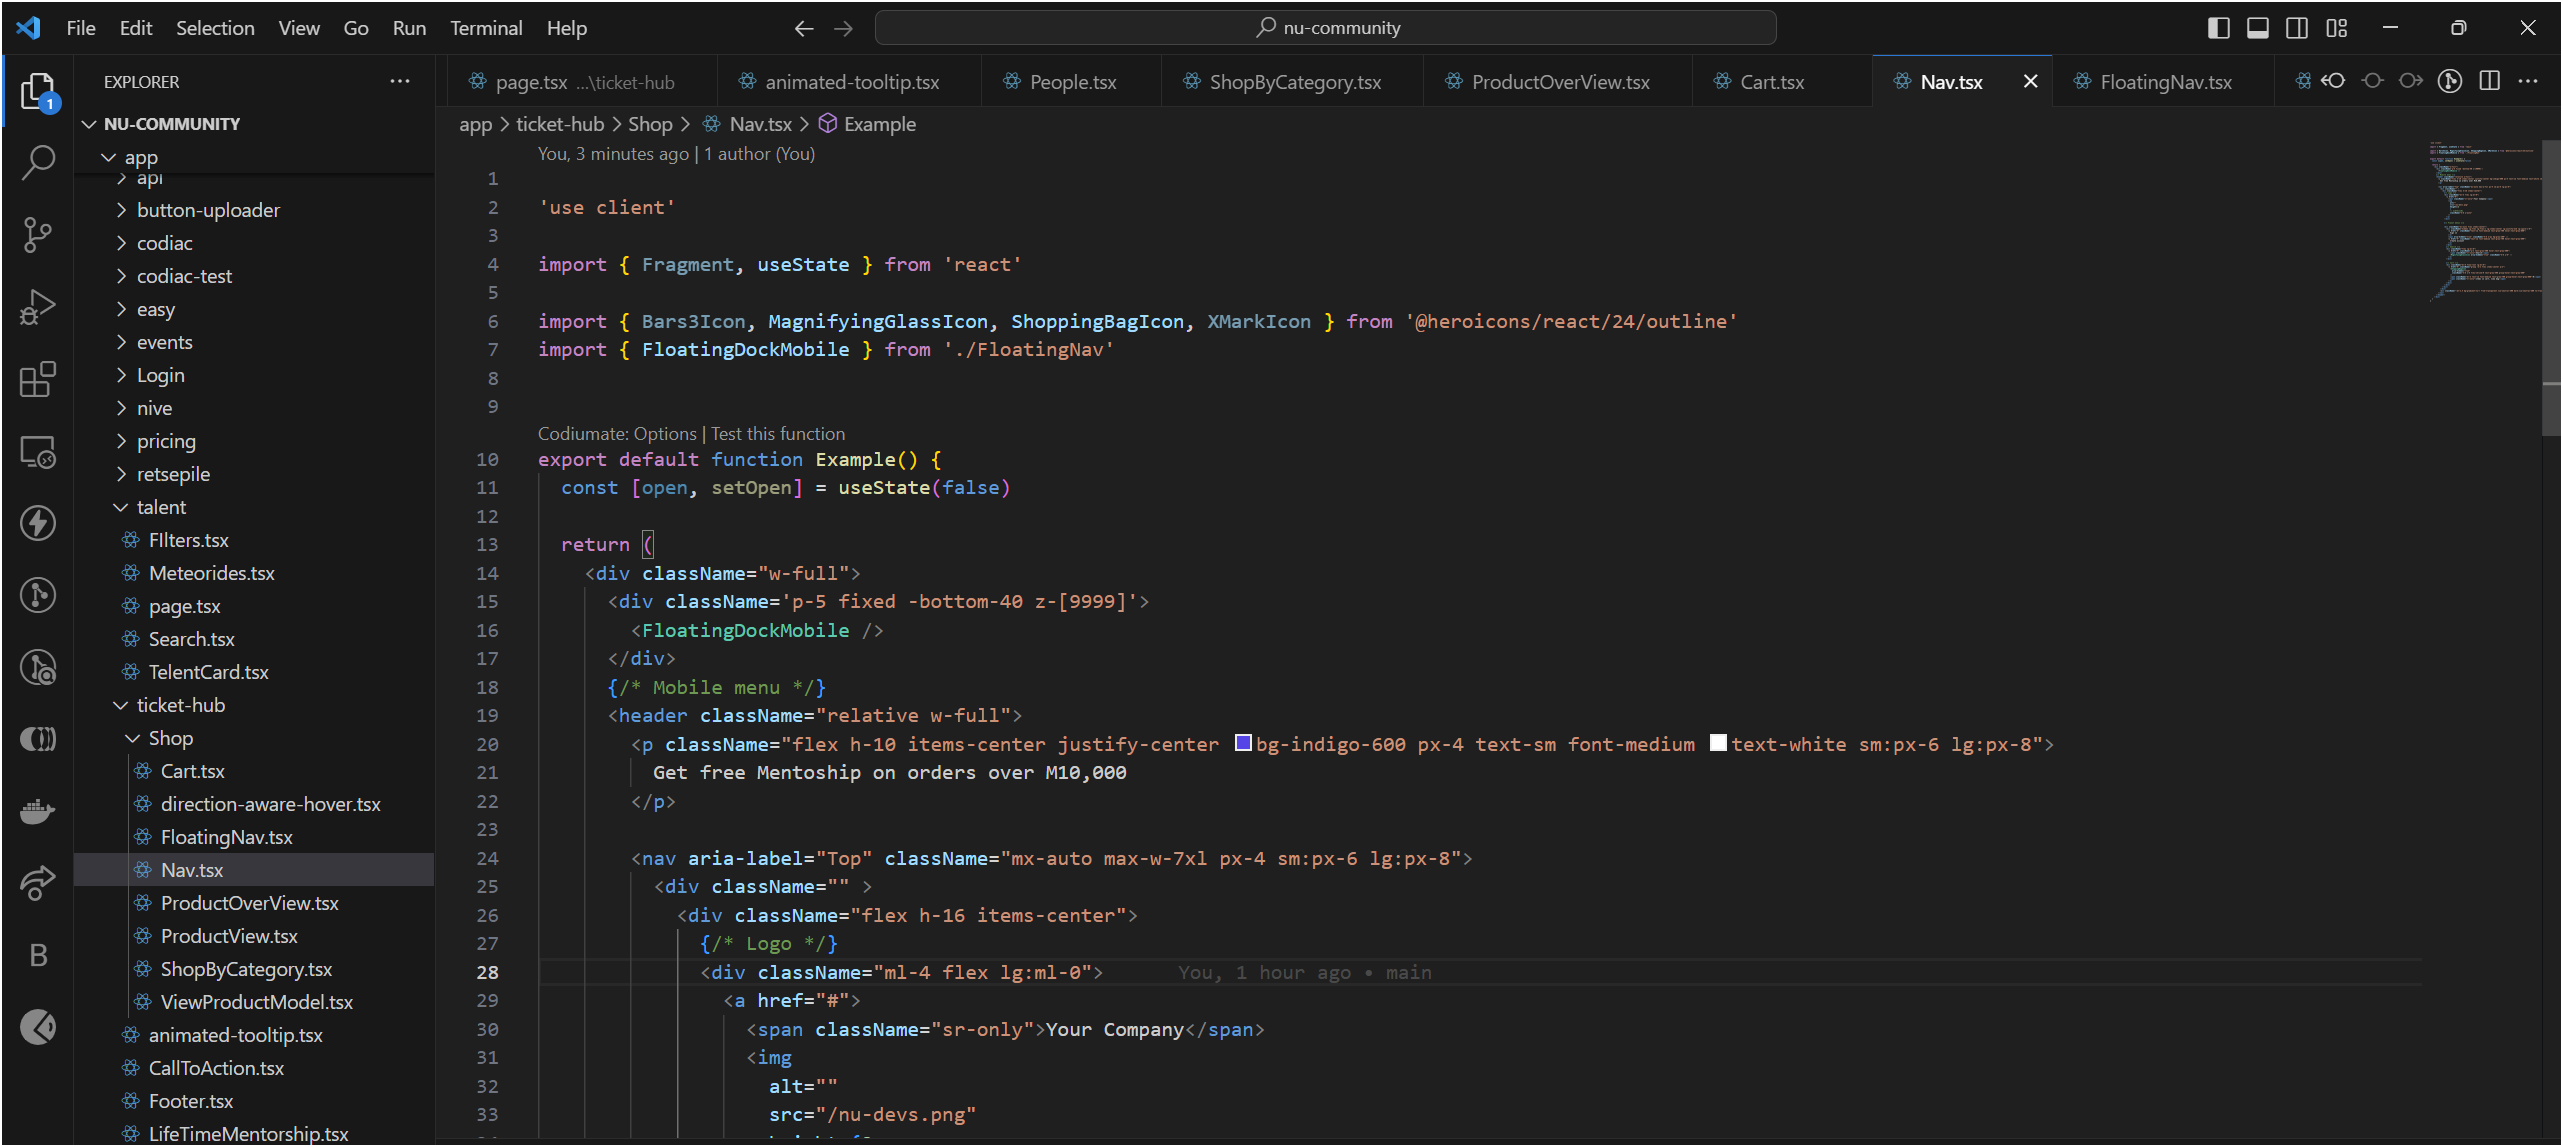 File Edit Selection View Go Run Terminal Help
nu-community
EXPLORER
NU-COMMUNITY
app
api
button-uploader
codiac
codiac-test
easy
events
Login
nive
pricing
retsepile
talent
FIlters.tsx
Meteorides.tsx
page.tsx
Search.tsx
TelentCard.tsx
ticket-hub
Shop
Cart.tsx
direction-aware-hover.tsx
FloatingNav.tsx
Nav.tsx
ProductOverView.tsx
ProductView.tsx
ShopByCategory.tsx
ViewProductModel.tsx
animated-tooltip.tsx
CallToAction.tsx
Footer.tsx
LifeTimeMentorship.tsx
1
B
page.tsx ...\ticket-hub animated-tooltip.tsx People.tsx ShopByCategory.tsx ProductOverView.tsx Cart.tsx Nav.tsx FloatingNav.tsx
app > ticket-hub > Shop > Nav.tsx > Example
You, 3 minutes ago | 1 author (You)
1
2 'use client'
3
4 import { Fragment, useState } from 'react'
5
6 import { Bars3Icon, MagnifyingGlassIcon, ShoppingBagIcon, XMarkIcon } from '@heroicons/react/24/outline'
7 import { FloatingDockMobile } from './FloatingNav'
8
9
Codiumate: Options | Test this function
10 export default function Example() {
11 const [open, setOpen] = useState(false)
12
13 return (
14 <div className="w-full">
15 <div className='p-5 fixed -bottom-40 z-[9999]'>
16 <FloatingDockMobile />
17 </div>
18 {/* Mobile menu */}
19 <header className="relative w-full">
20 <p className="flex h-10 items-center justify-center bg-indigo-600 px-4 text-sm font-medium text-white sm:px-6 lg:px-8">
21 Get free Mentoship on orders over M10,000
22 </p>
23
24 <nav aria-label="Top" className="mx-auto max-w-7xl px-4 sm:px-6 lg:px-8">
25 <div className="" >
26 <div className="flex h-16 items-center">
27 {/* Logo */}
28 <div className="ml-4 flex lg:ml-0"> You, 1 hour ago • main
29 <a href="#">
30 <span className="sr-only">Your Company</span>
31 <img
32 alt=""
33 src="/nu-devs.png"